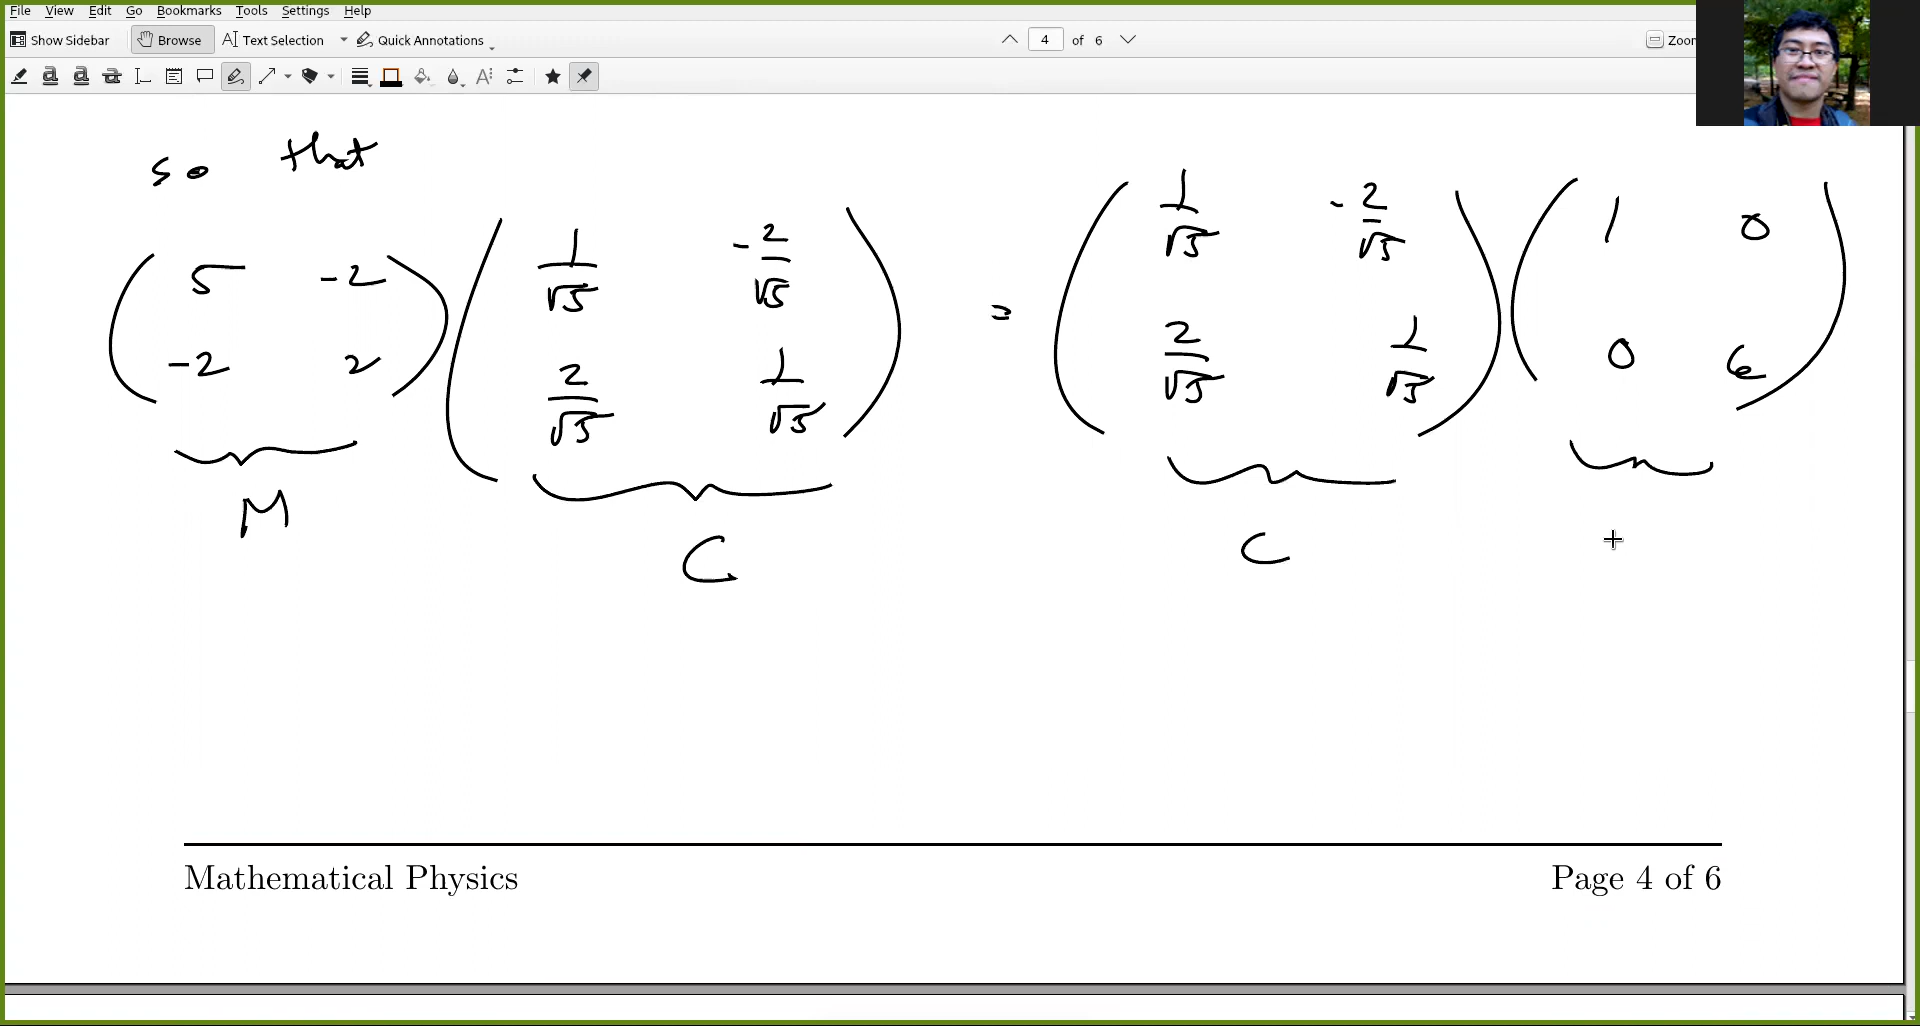 File View Edit Go Bookmarks Tools Settings Help
Show Sidebar Browse Text Selection Quick Annotations 4 of 6 Zoo
so that
( 5 -2 ) ( 1/√5 -2/√5 ) = ( 1/√5 -2/√5 ) ( 1 0 )
( -2 2 ) ( 2/√5 1/√5 ) ( 2/√5 1/√5 ) ( 0 6 )
M C C
Mathematical Physics Page 4 of 6